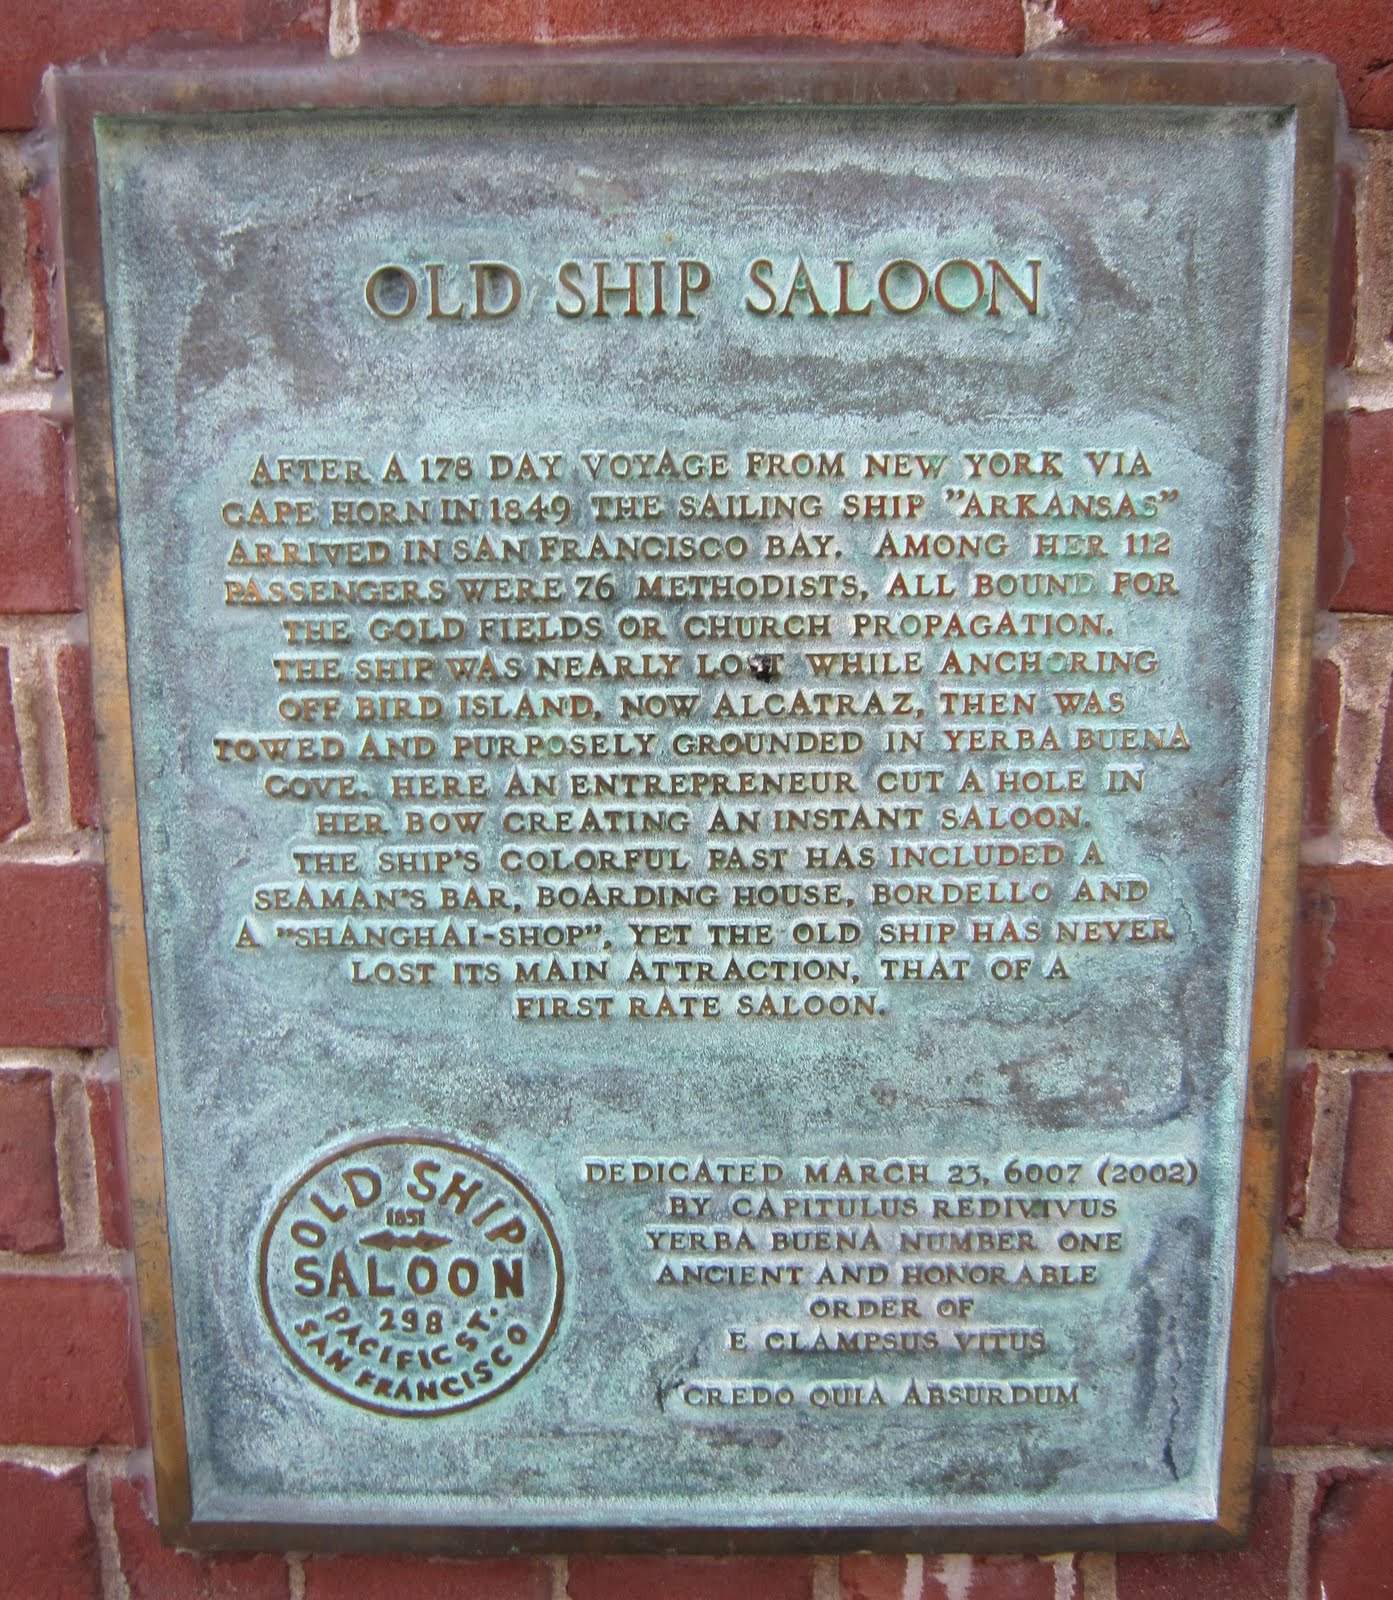 OLD SHIP SALOON
AFTER A 178 DAY VOYAGE FROM NEW YORK VIA
CAPE HORN IN 1849 THE SAILING SHIP "ARKANSAS"
ARRIVED IN SAN FRANCISCO BAY. AMONG HER 112
PASSENGERS WERE 76 METHODISTS, ALL BOUND FOR
THE GOLD FIELDS OR CHURCH PROPAGATION.
THE SHIP WAS NEARLY LOST WHILE ANCHORING
OFF BIRD ISLAND, NOW ALCATRAZ, THEN WAS
TOWED AND PURPOSELY GROUNDED IN YERBA BUENA
COVE. HERE AN ENTREPRENEUR CUT A HOLE IN
HER BOW CREATING AN INSTANT SALOON.
THE SHIP'S COLORFUL PAST HAS INCLUDED A
SEAMAN'S BAR, BOARDING HOUSE, BORDELLO AND
A "SHANGHAI-SHOP", YET THE OLD SHIP HAS NEVER
LOST ITS MAIN ATTRACTION, THAT OF A
FIRST RATE SALOON.
OLD SHIP
1851
SALOON
298
PACIFIC ST.
SAN FRANCISCO
DEDICATED MARCH 23, 6007 (2002)
BY CAPITULUS REDIVIVUS
YERBA BUENA NUMBER ONE
ANCIENT AND HONORABLE
ORDER OF
E CLAMPSUS VITUS
CREDO QUIA ABSURDUM